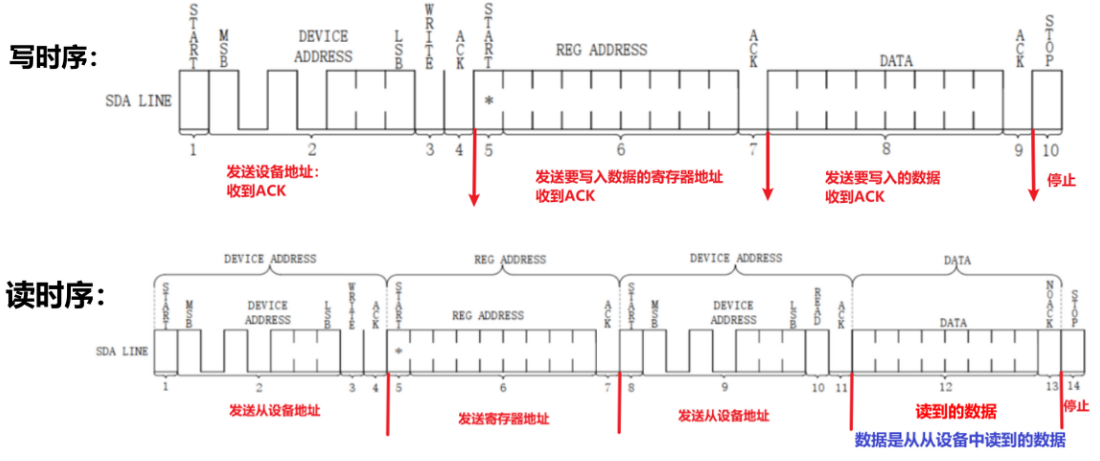 写时序：
START MSB DEVICE ADDRESS LSB WRITE ACK START REG ADDRESS ACK DATA ACK STOP
SDA LINE *
1 2 3 4 5 6 7 8 9 10
发送设备地址：
收到ACK
发送要写入数据的寄存器地址
收到ACK
发送要写入的数据
收到ACK
停止
读时序：
DEVICE ADDRESS REG ADDRESS DEVICE ADDRESS DATA
START MSB DEVICE ADDRESS LSB WRITE ACK START REG ADDRESS ACK START MSB DEVICE ADDRESS LSB READ ACK DATA NOACK STOP
SDA LINE *
1 2 3 4 5 6 7 8 9 10 11 12 13 14
发送从设备地址
发送寄存器地址
发送从设备地址
读到的数据
停止
数据是从从设备中读到的数据